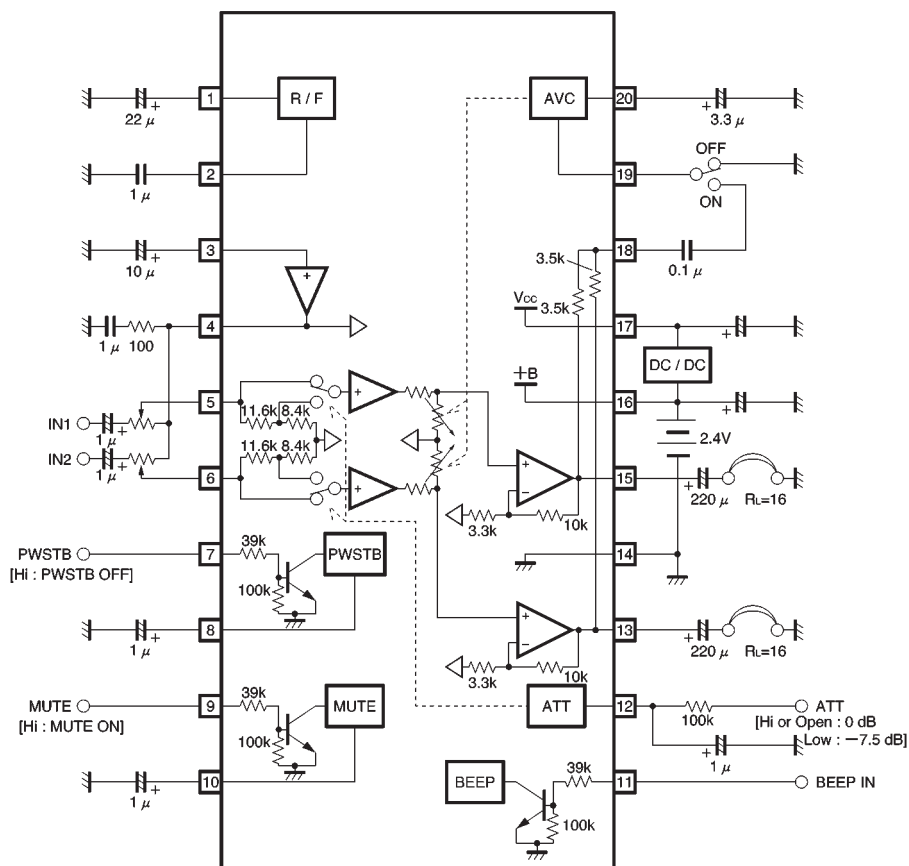 1 R / F AVC 20
22 μ + + 3.3 μ
OFF
2 19
1 μ ON
3 18
10 μ + + 3.5k 0.1 μ
Vcc 3.5k
4 17
1 μ 100 +
DC / DC
+B
5 16
11.6k 8.4k + +
IN1 1 μ + 2.4V
11.6k 8.4k
IN2 1 μ +
6 + + 15 +
− 220 μ RL=16
3.3k 10k
39k
PWSTB 7 PWSTB 14
[Hi : PWSTB OFF]
100k
8 + 13 +
1 μ + − 220 μ RL=16
3.3k 10k
39k
MUTE 9 MUTE ATT 12 ATT
[Hi : MUTE ON] 100k [Hi or Open : 0 dB
100k Low : −7.5 dB]
+ 1 μ
10 BEEP 39k 11 BEEP IN
1 μ +
100k